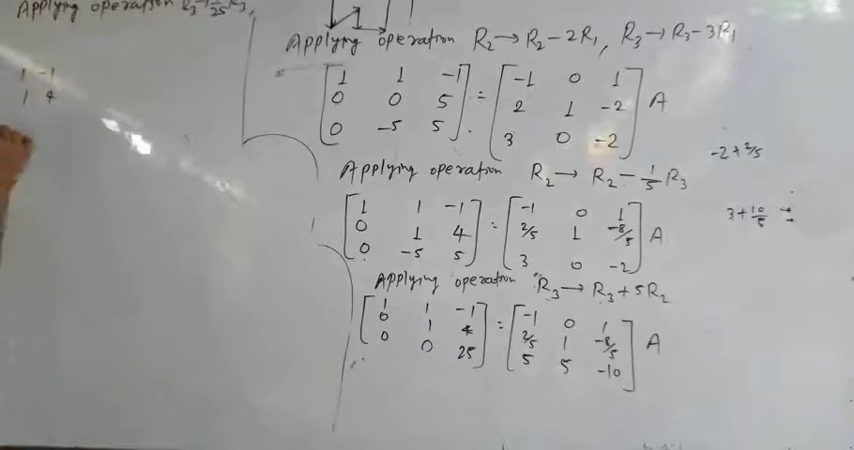 Applying operation R₃→1/25 R₃,
1 -1
1 4
Applying operation R₂→R₂-2R₁, R₃→R₃-3R₁
[1 1 -1] = [-1 0 1] A
[0 0 5] [2 1 -2]
[0 -5 5] [3 0 -2]
-2+2/5
Applying operation R₂→ R₂-1/5 R₃
3+10/5 →
[1 1 -1] = [-1 0 1] A
[0 1 4] [2/5 1 -8/5]
[0 -5 5] [3 0 -2]
Applying operation R₃→R₃+5R₂
[1 1 -1] = [-1 0 1] A
[0 1 4] [2/5 1 -8/5]
[0 0 25] [5 5 -10]